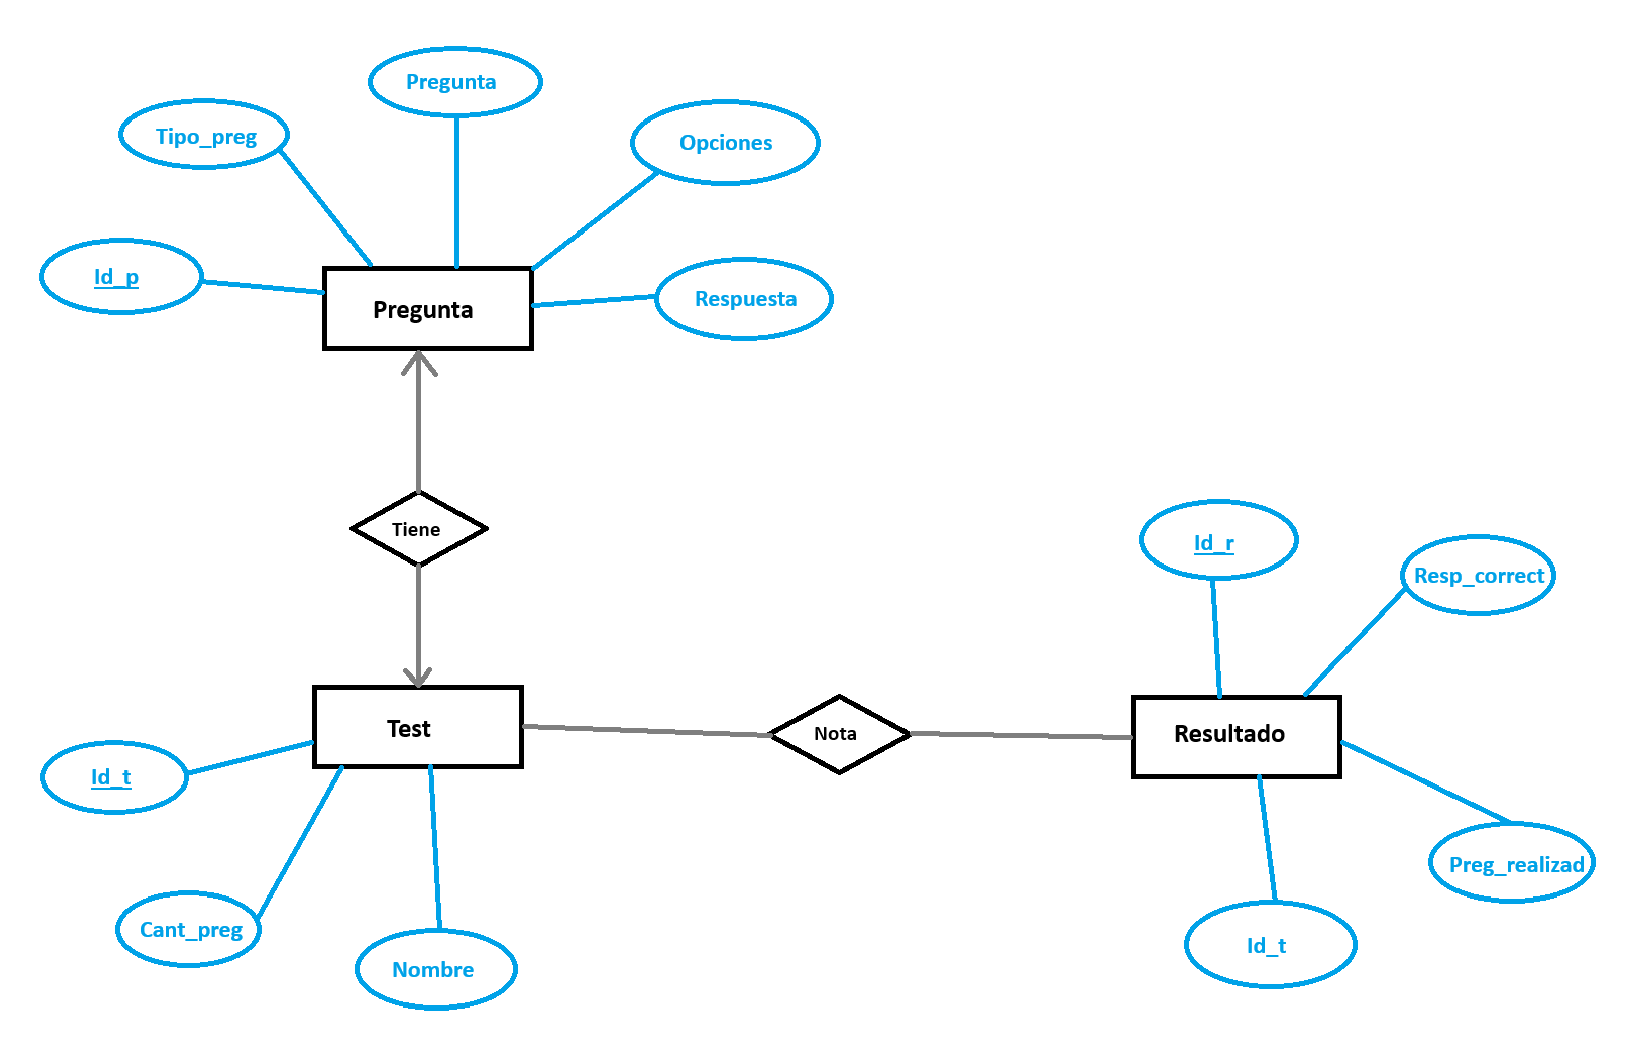 Pregunta
Tipo_preg
Opciones
Id_p
Respuesta
Pregunta
Tiene
Id_r
Resp_correct
Test
Nota
Resultado
Id_t
Preg_realizad
Cant_preg
Nombre
Id_t